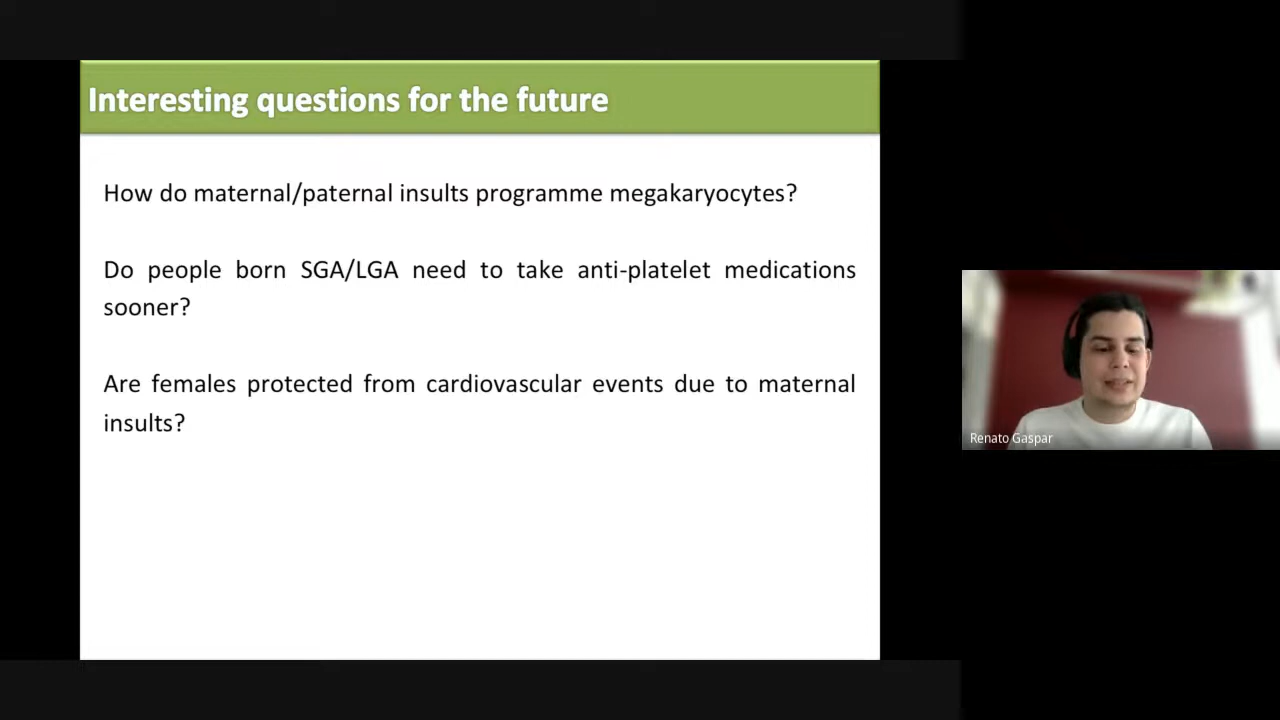 Interesting questions for the future
How do maternal/paternal insults programme megakaryocytes?
Do people born SGA/LGA need to take anti-platelet medications
sooner?
Are females protected from cardiovascular events due to maternal
insults?
Renato Gaspar